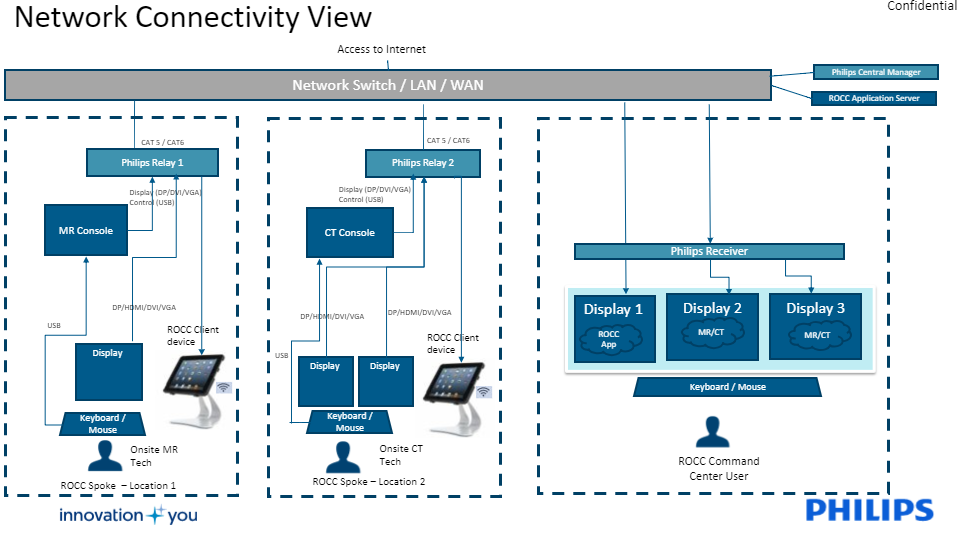 Network Connectivity View
Confidential
Access to Internet
Network Switch / LAN / WAN
Philips Central Manager
ROCC Application Server
CAT 5 / CAT6
Philips Relay 1
Display (DP/DVI/VGA)
Control (USB)
MR Console
DP/HDMI/DVI/VGA
USB
ROCC Client
device
Display
Keyboard /
Mouse
Onsite MR
Tech
ROCC Spoke – Location 1
CAT 5 / CAT6
Philips Relay 2
Display (DP/DVI/VGA)
Control (USB)
CT Console
DP/HDMI/DVI/VGA
DP/HDMI/DVI/VGA
USB
ROCC Client
device
Display
Display
Keyboard /
Mouse
Onsite CT
Tech
ROCC Spoke – Location 2
Philips Receiver
Display 1
ROCC
App
Display 2
MR/CT
Display 3
MR/CT
Keyboard / Mouse
ROCC Command
Center User
innovation you
PHILIPS